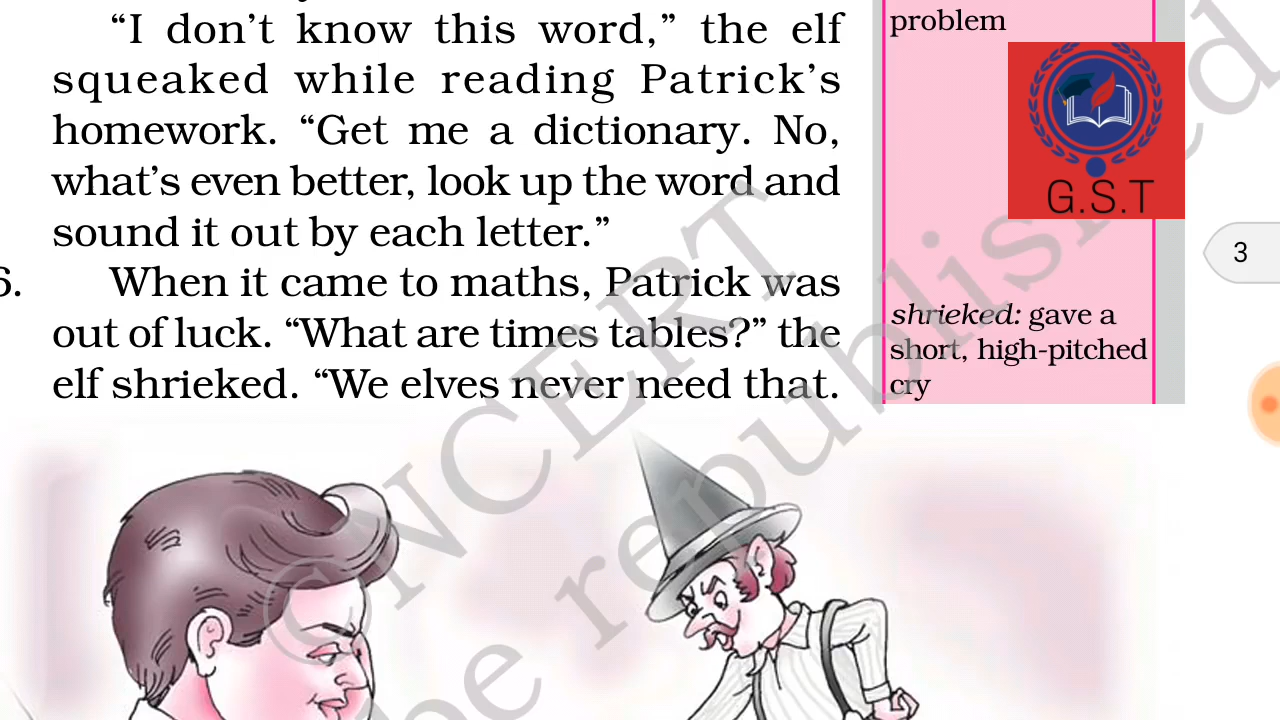 “I don’t know this word,” the elf
squeaked while reading Patrick’s
homework. “Get me a dictionary. No,
what’s even better, look up the word and
sound it out by each letter.”
6. When it came to maths, Patrick was
out of luck. “What are times tables?” the
elf shrieked. “We elves never need that.
problem
G.S.T
3
shrieked: gave a
short, high-pitched
cry
© NCERT
be republished